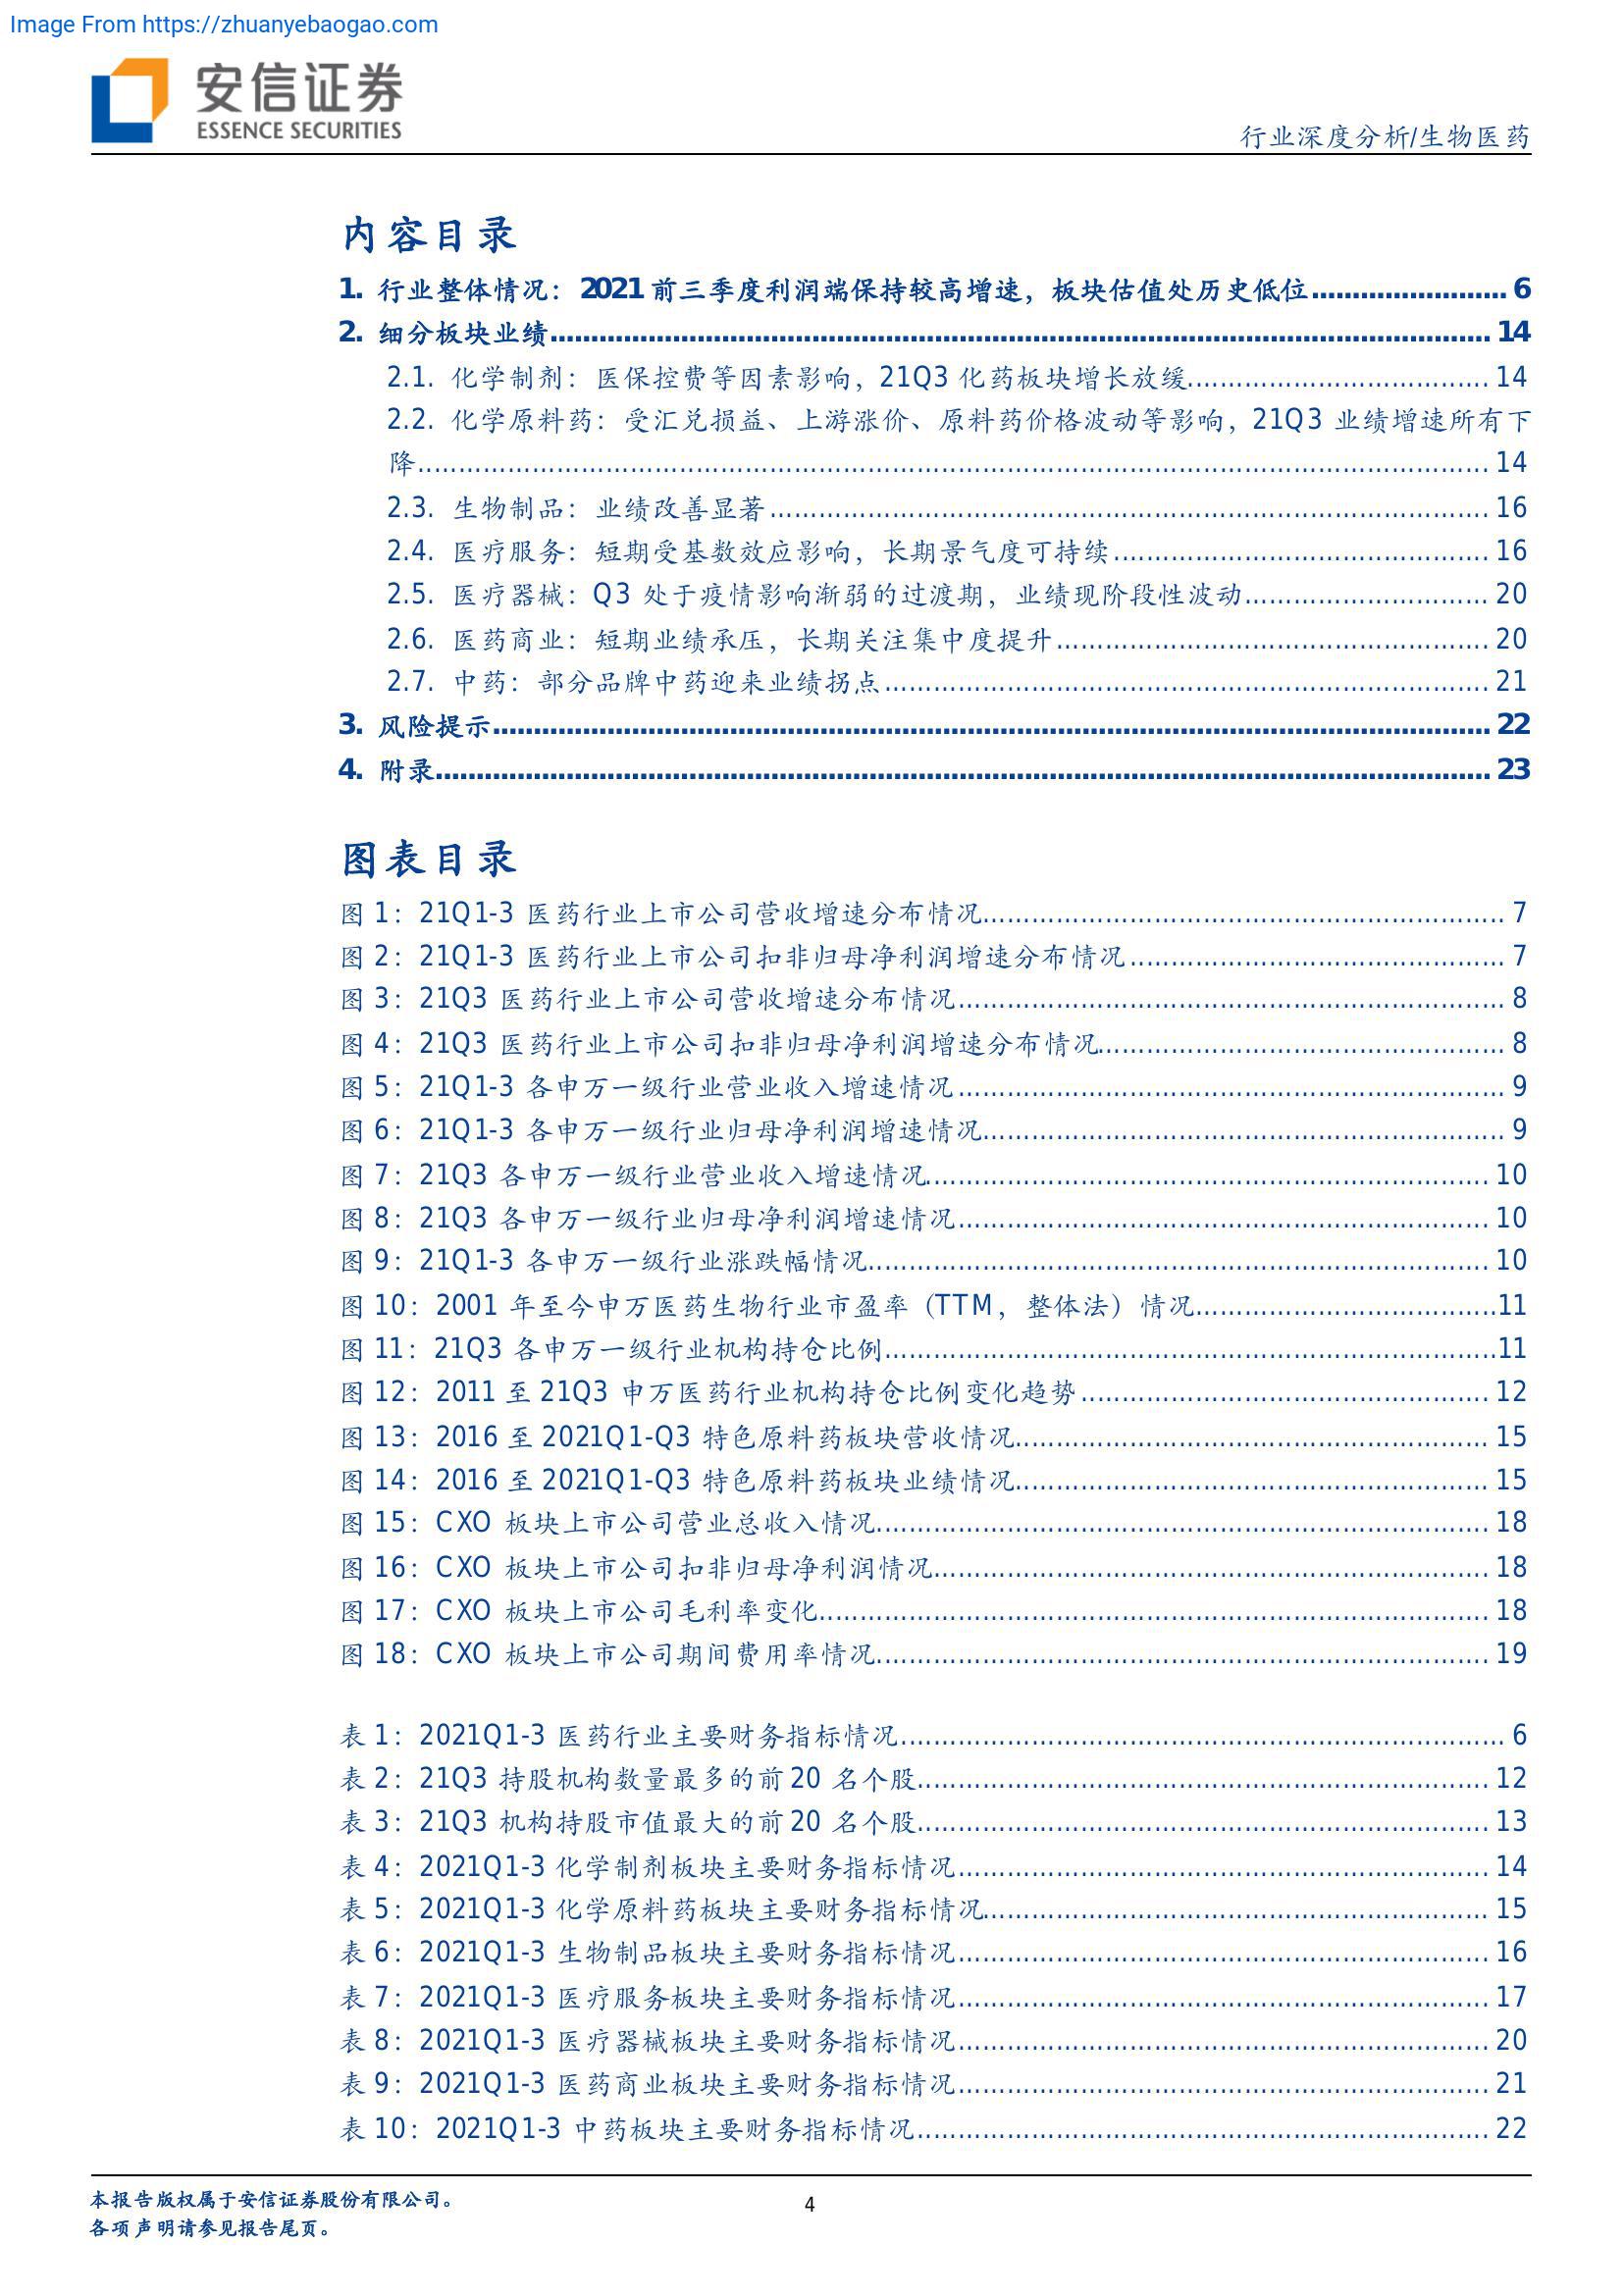 Image From https://zhuanyebaogao.com
安信证券
ESSENCE SECURITIES
行业深度分析/生物医药
内容目录
1. 行业整体情况：2021前三季度利润端保持较高增速，板块估值处历史低位........................ 6
2. 细分板块业绩........................ 14
2.1. 化学制剂：医保控费等因素影响，21Q3 化药板块增长放缓........................ 14
2.2. 化学原料药：受汇兑损益、上游涨价、原料药价格波动等影响，21Q3 业绩增速所有下
降........................ 14
2.3. 生物制品：业绩改善显著........................ 16
2.4. 医疗服务：短期受基数效应影响，长期景气度可持续........................ 16
2.5. 医疗器械：Q3 处于疫情影响渐弱的过渡期，业绩现阶段性波动........................ 20
2.6. 医药商业：短期业绩承压，长期关注集中度提升........................ 20
2.7. 中药：部分品牌中药迎来业绩拐点........................ 21
3. 风险提示........................ 22
4. 附录........................ 23
图表目录
图 1：21Q1-3 医药行业上市公司营收增速分布情况........................ 7
图 2：21Q1-3 医药行业上市公司扣非归母净利润增速分布情况........................ 7
图 3：21Q3 医药行业上市公司营收增速分布情况........................ 8
图 4：21Q3 医药行业上市公司扣非归母净利润增速分布情况........................ 8
图 5：21Q1-3 各申万一级行业营业收入增速情况........................ 9
图 6：21Q1-3 各申万一级行业归母净利润增速情况........................ 9
图 7：21Q3 各申万一级行业营业收入增速情况........................ 10
图 8：21Q3 各申万一级行业归母净利润增速情况........................ 10
图 9：21Q1-3 各申万一级行业涨跌幅情况........................ 10
图 10：2001 年至今申万医药生物行业市盈率（TTM，整体法）情况........................11
图 11：21Q3 各申万一级行业机构持仓比例........................11
图 12：2011 至 21Q3 申万医药行业机构持仓比例变化趋势........................ 12
图 13：2016 至 2021Q1-Q3 特色原料药板块营收情况........................ 15
图 14：2016 至 2021Q1-Q3 特色原料药板块业绩情况........................ 15
图 15：CXO 板块上市公司营业总收入情况........................ 18
图 16：CXO 板块上市公司扣非归母净利润情况........................ 18
图 17：CXO 板块上市公司毛利率变化........................ 18
图 18：CXO 板块上市公司期间费用率情况........................ 19
表 1：2021Q1-3 医药行业主要财务指标情况........................ 6
表 2：21Q3 持股机构数量最多的前 20 名个股........................ 12
表 3：21Q3 机构持股市值最大的前 20 名个股........................ 13
表 4：2021Q1-3 化学制剂板块主要财务指标情况........................ 14
表 5：2021Q1-3 化学原料药板块主要财务指标情况........................ 15
表 6：2021Q1-3 生物制品板块主要财务指标情况........................ 16
表 7：2021Q1-3 医疗服务板块主要财务指标情况........................ 17
表 8：2021Q1-3 医疗器械板块主要财务指标情况........................ 20
表 9：2021Q1-3 医药商业板块主要财务指标情况........................ 21
表 10：2021Q1-3 中药板块主要财务指标情况........................ 22
本报告版权属于安信证券股份有限公司。
4
各项声明请参见报告尾页。